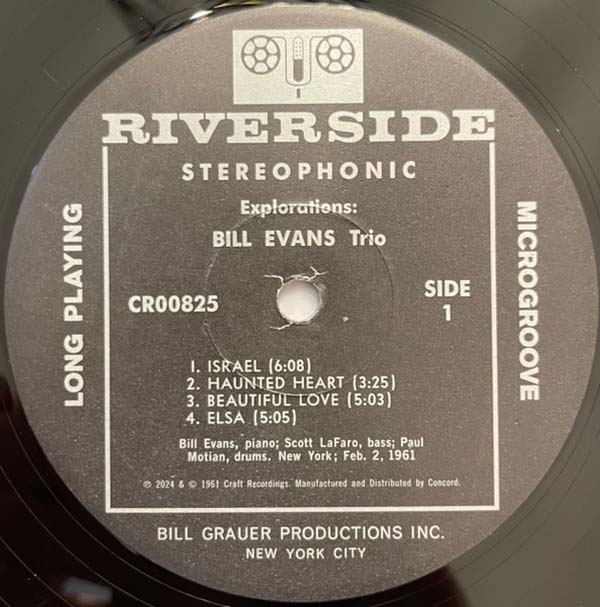 RIVERSIDE
STEREOPHONIC
Explorations:
BILL EVANS Trio
LONG PLAYING
MICROGROOVE
CR00825
SIDE
1
1. ISRAEL (6:08)
2. HAUNTED HEART (3:25)
3. BEAUTIFUL LOVE (5:03)
4. ELSA (5:05)
Bill Evans, piano; Scott LaFaro, bass; Paul
Motian, drums. New York; Feb. 2, 1961
℗ 2024 & © 1961 Craft Recordings. Manufactured and Distributed by Concord.
BILL GRAUER PRODUCTIONS INC.
NEW YORK CITY